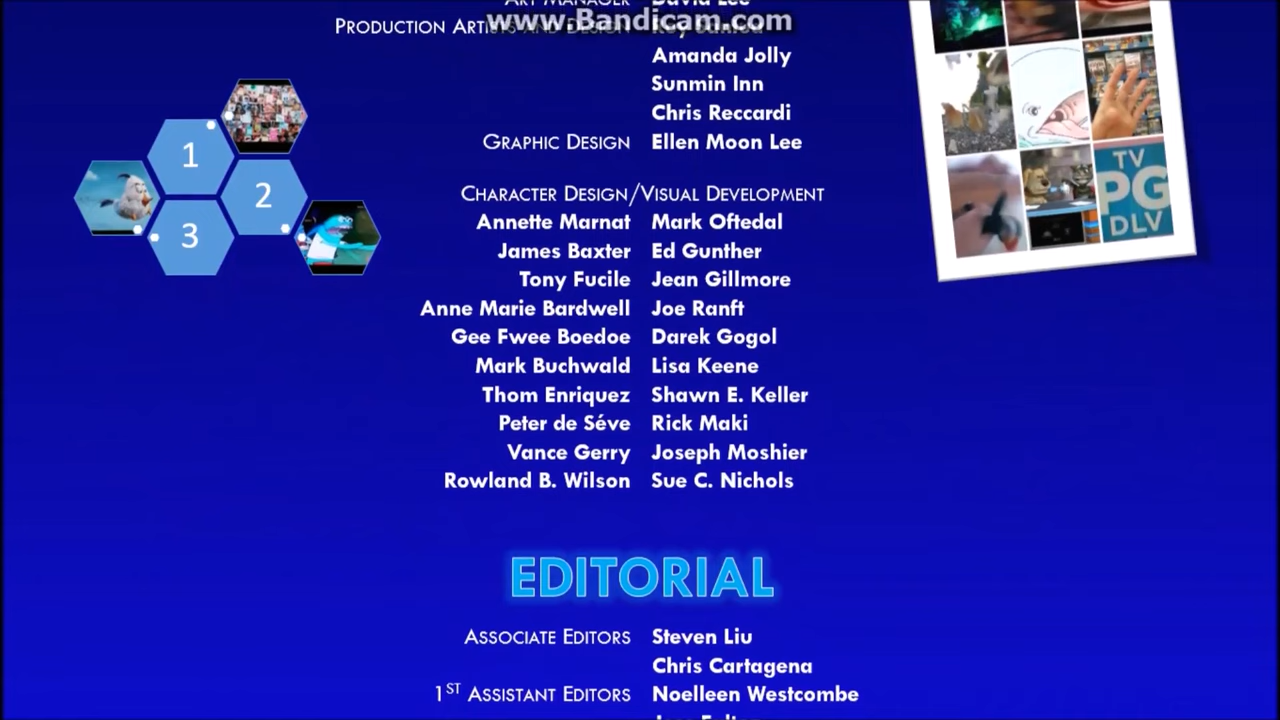 ART MANAGER David Lee
www.Bandicam.com
PRODUCTION ARTISTS AND DESIGN
Amanda Jolly
Sunmin Inn
Chris Reccardi
GRAPHIC DESIGN Ellen Moon Lee
CHARACTER DESIGN/VISUAL DEVELOPMENT
Annette Marnat Mark Oftedal
James Baxter Ed Gunther
Tony Fucile Jean Gillmore
Anne Marie Bardwell Joe Ranft
Gee Fwee Boedoe Darek Gogol
Mark Buchwald Lisa Keene
Thom Enriquez Shawn E. Keller
Peter de Séve Rick Maki
Vance Gerry Joseph Moshier
Rowland B. Wilson Sue C. Nichols
EDITORIAL
ASSOCIATE EDITORS Steven Liu
Chris Cartagena
1ST ASSISTANT EDITORS Noelleen Westcombe
1
2
3
TV
PG
DLV